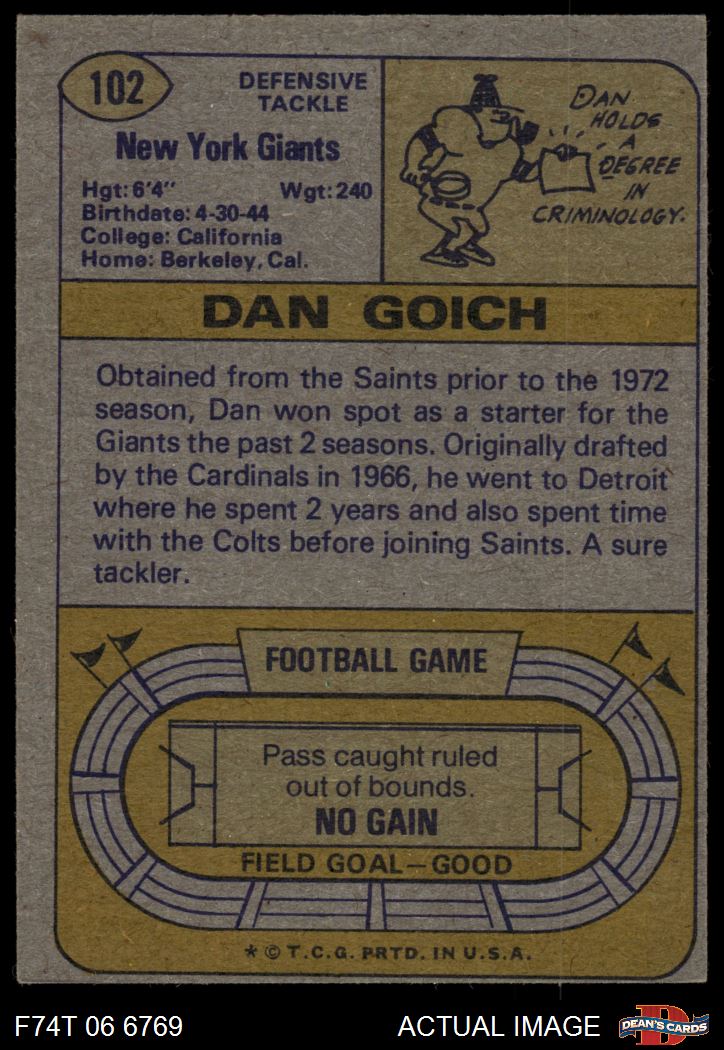 102
DEFENSIVE
TACKLE
New York Giants
Hgt: 6'4" Wgt: 240
Birthdate: 4-30-44
College: California
Home: Berkeley, Cal.
DAN
HOLDS
A
DEGREE
IN
CRIMINOLOGY.
DAN GOICH
Obtained from the Saints prior to the 1972
season, Dan won spot as a starter for the
Giants the past 2 seasons. Originally drafted
by the Cardinals in 1966, he went to Detroit
where he spent 2 years and also spent time
with the Colts before joining Saints. A sure
tackler.
FOOTBALL GAME
Pass caught ruled
out of bounds.
NO GAIN
FIELD GOAL—GOOD
* © T.C.G. PRTD. IN U.S.A.
F74T 06 6769 ACTUAL IMAGE
D
DEAN'S CARDS